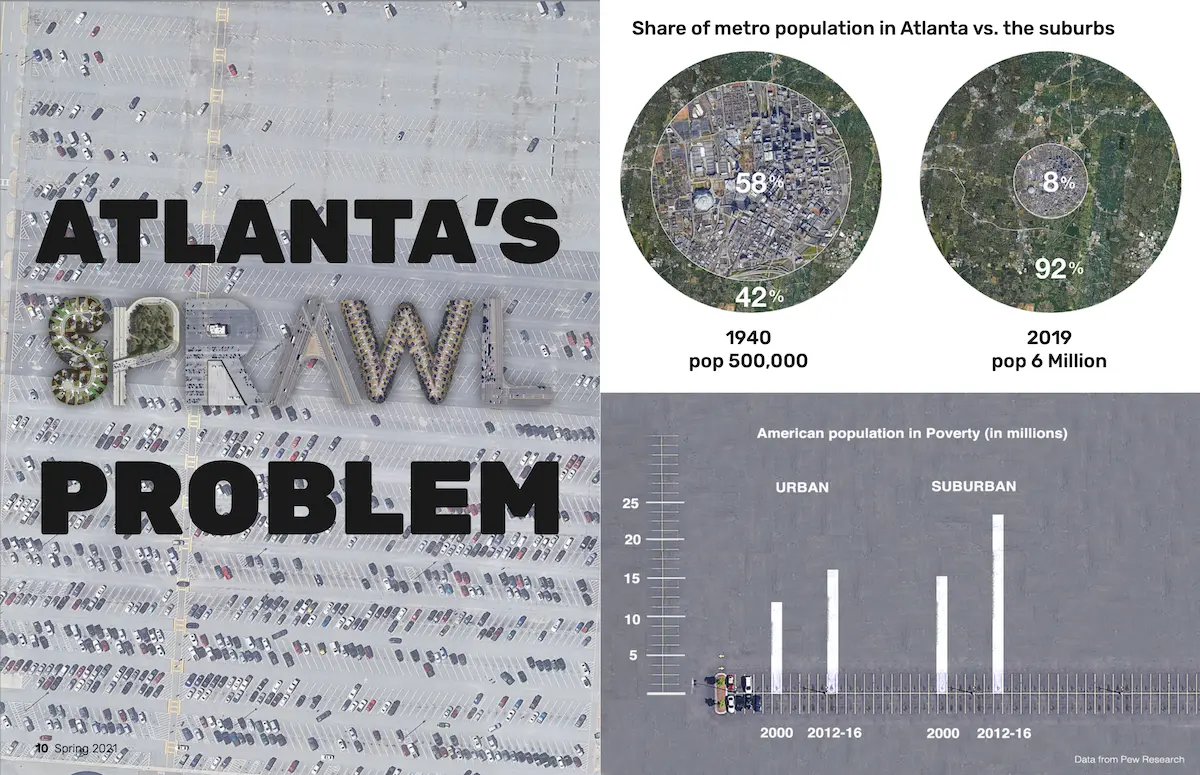 ATLANTA'S
SPRAWL
PROBLEM
10 Spring 2021
Share of metro population in Atlanta vs. the suburbs
58%
42%
1940
pop 500,000
8%
92%
2019
pop 6 Million
American population in Poverty (in millions)
URBAN
SUBURBAN
25
20
15
10
5
2000 2012-16 2000 2012-16
Data from Pew Research